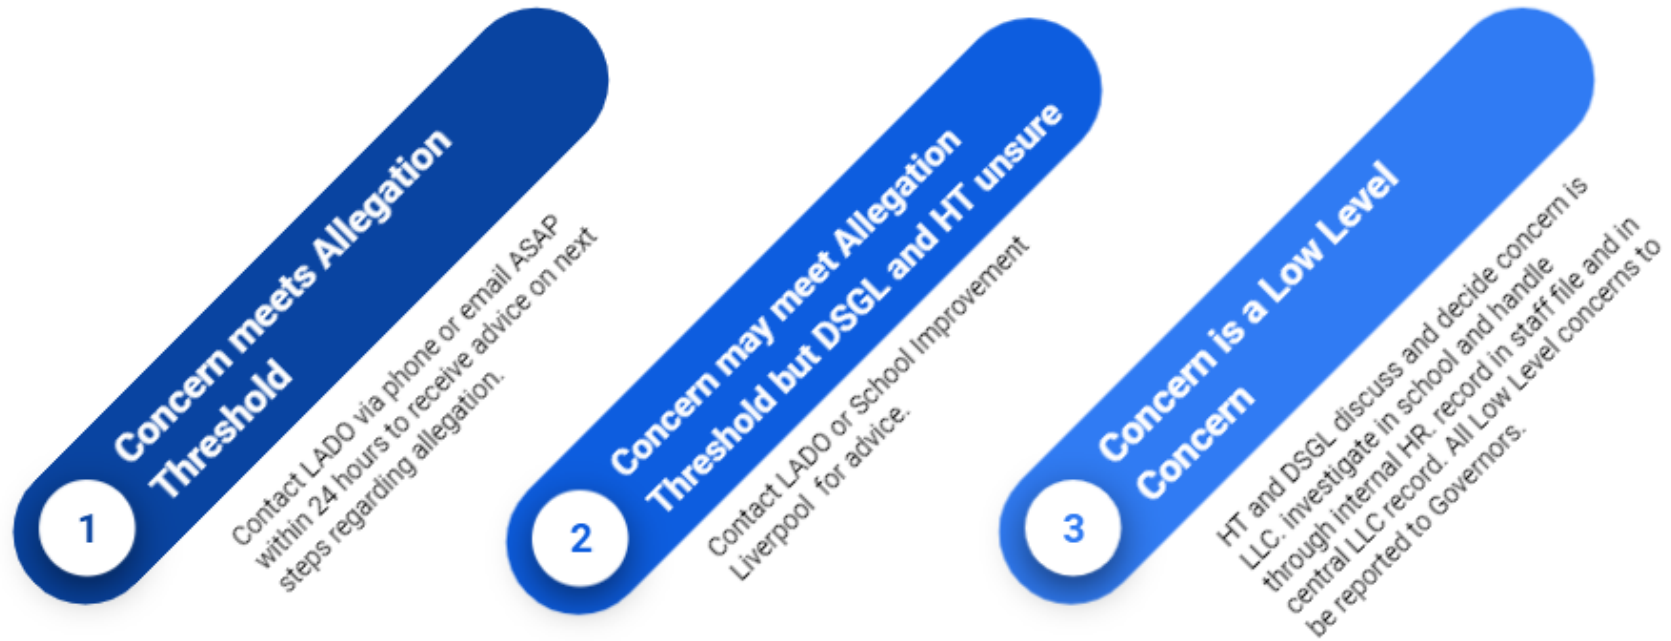 1
Concern meets Allegation
Threshold
Contact LADO via phone or email ASAP
within 24 hours to receive advice on next
steps regarding allegation.
2
Concern may meet Allegation
Threshold but DSGL and HT unsure
Contact LADO or School Improvement
Liverpool for advice.
3
Concern is a Low Level
Concern
HT and DSGL discuss and decide concern is
LLC. investigate in school and handle
through internal HR. record in staff file and in
central LLC record. All Low Level concerns to
be reported to Governors.